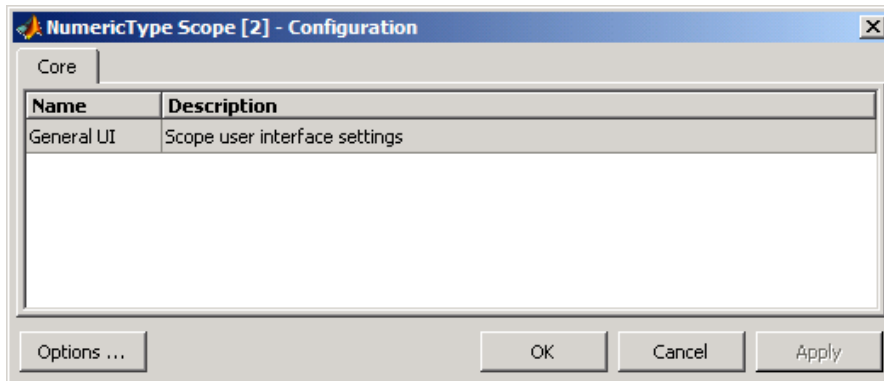 NumericType Scope [2] - Configuration
Core
Name Description
General UI Scope user interface settings
Options ... OK Cancel Apply